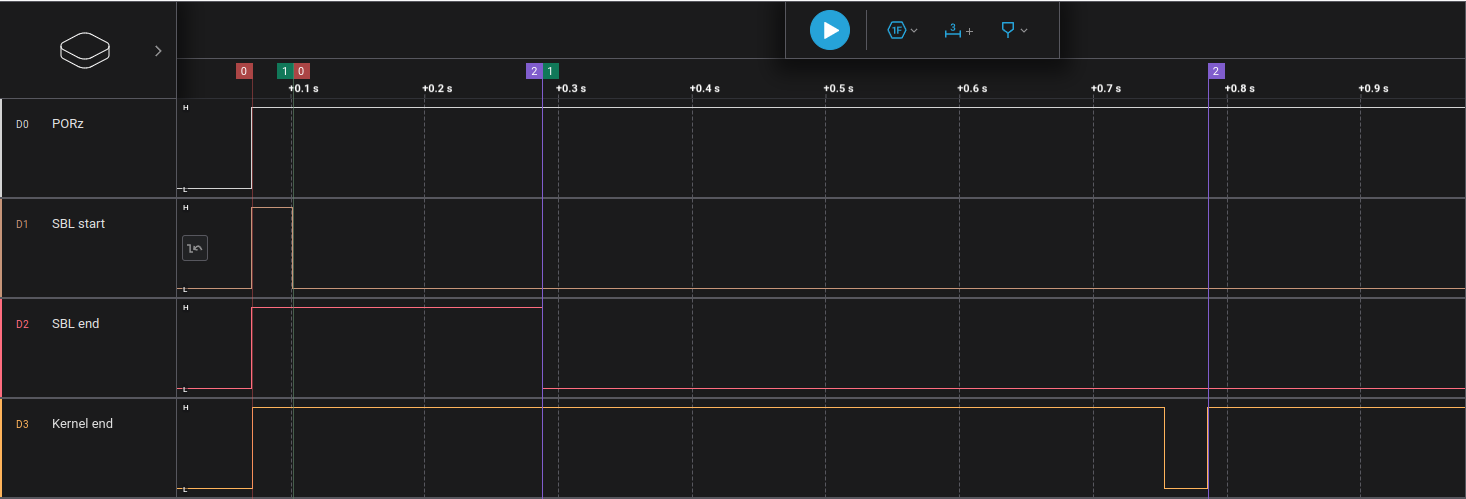 1F
3
+
0
1
0
2
1
2
+0.1 s
+0.2 s
+0.3 s
+0.4 s
+0.5 s
+0.6 s
+0.7 s
+0.8 s
+0.9 s
H
D0 PORz
L
H
D1 SBL start
L
H
D2 SBL end
L
H
D3 Kernel end
L